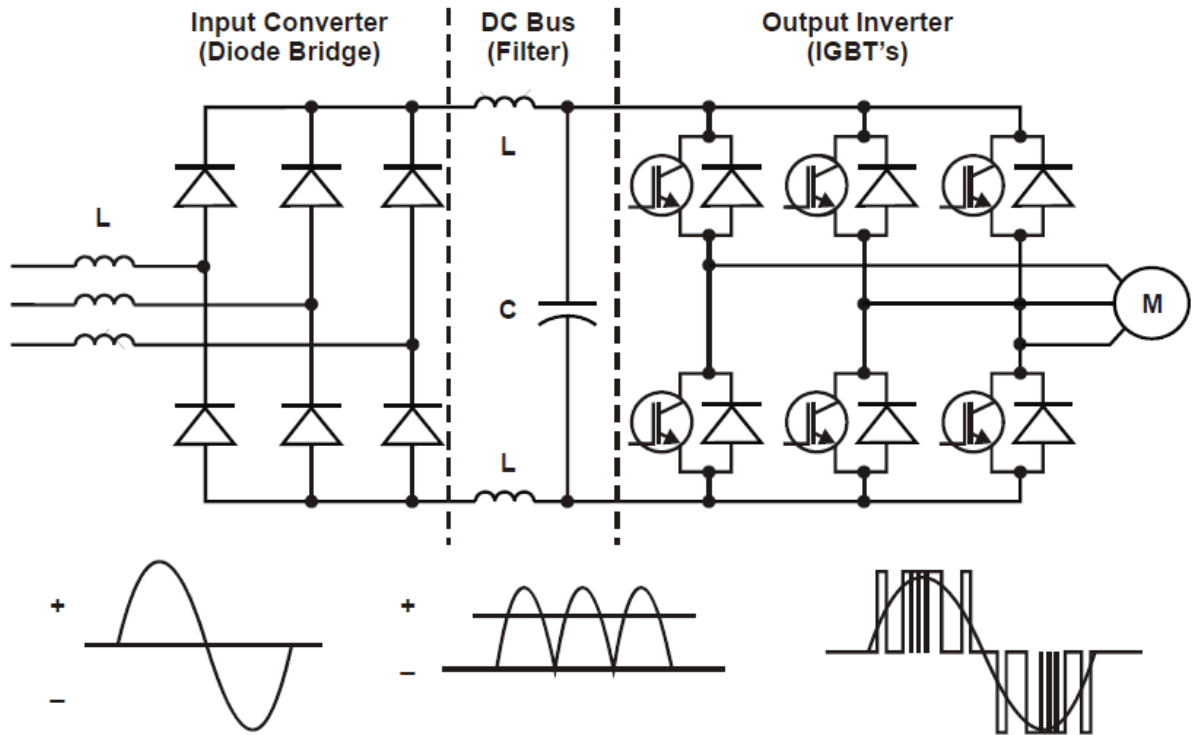 Input Converter
(Diode Bridge)
DC Bus
(Filter)
Output Inverter
(IGBT's)
L
L
C
M
L
+
–
+
–